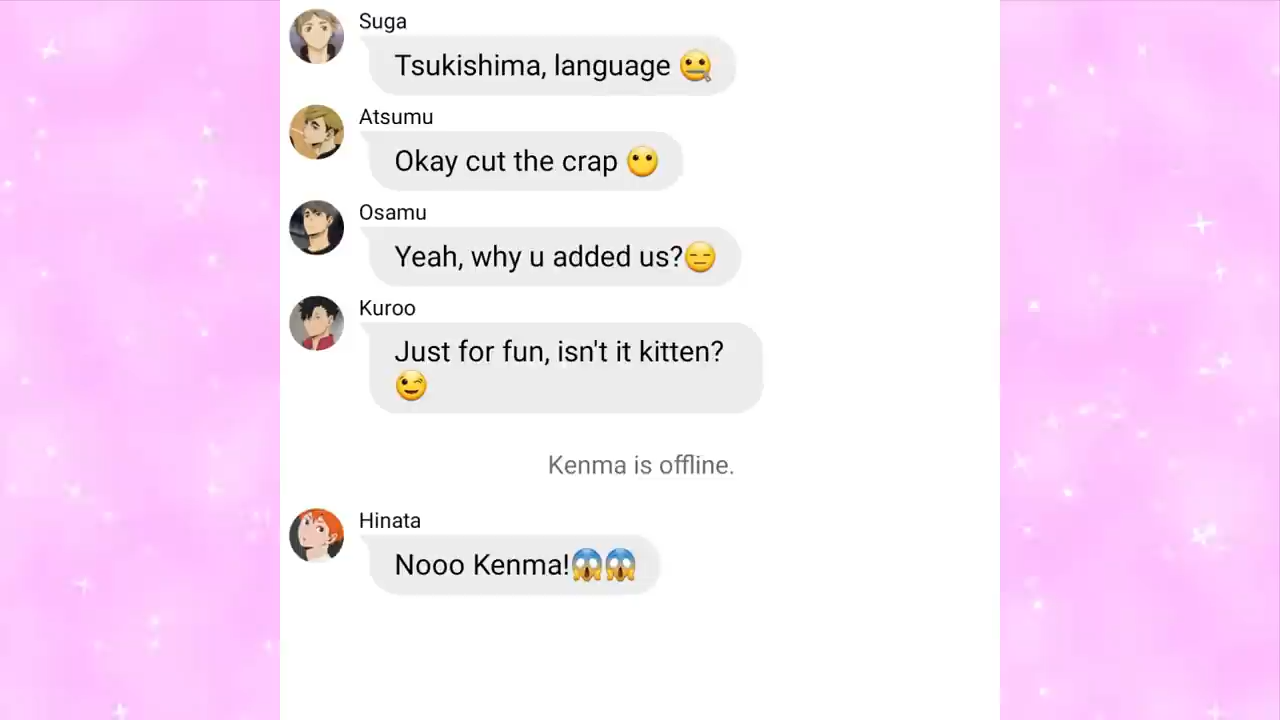 Suga
Tsukishima, language 🤐
Atsumu
Okay cut the crap 😶
Osamu
Yeah, why u added us?😑
Kuroo
Just for fun, isn't it kitten?
😉
Kenma is offline.
Hinata
Nooo Kenma!😱😱